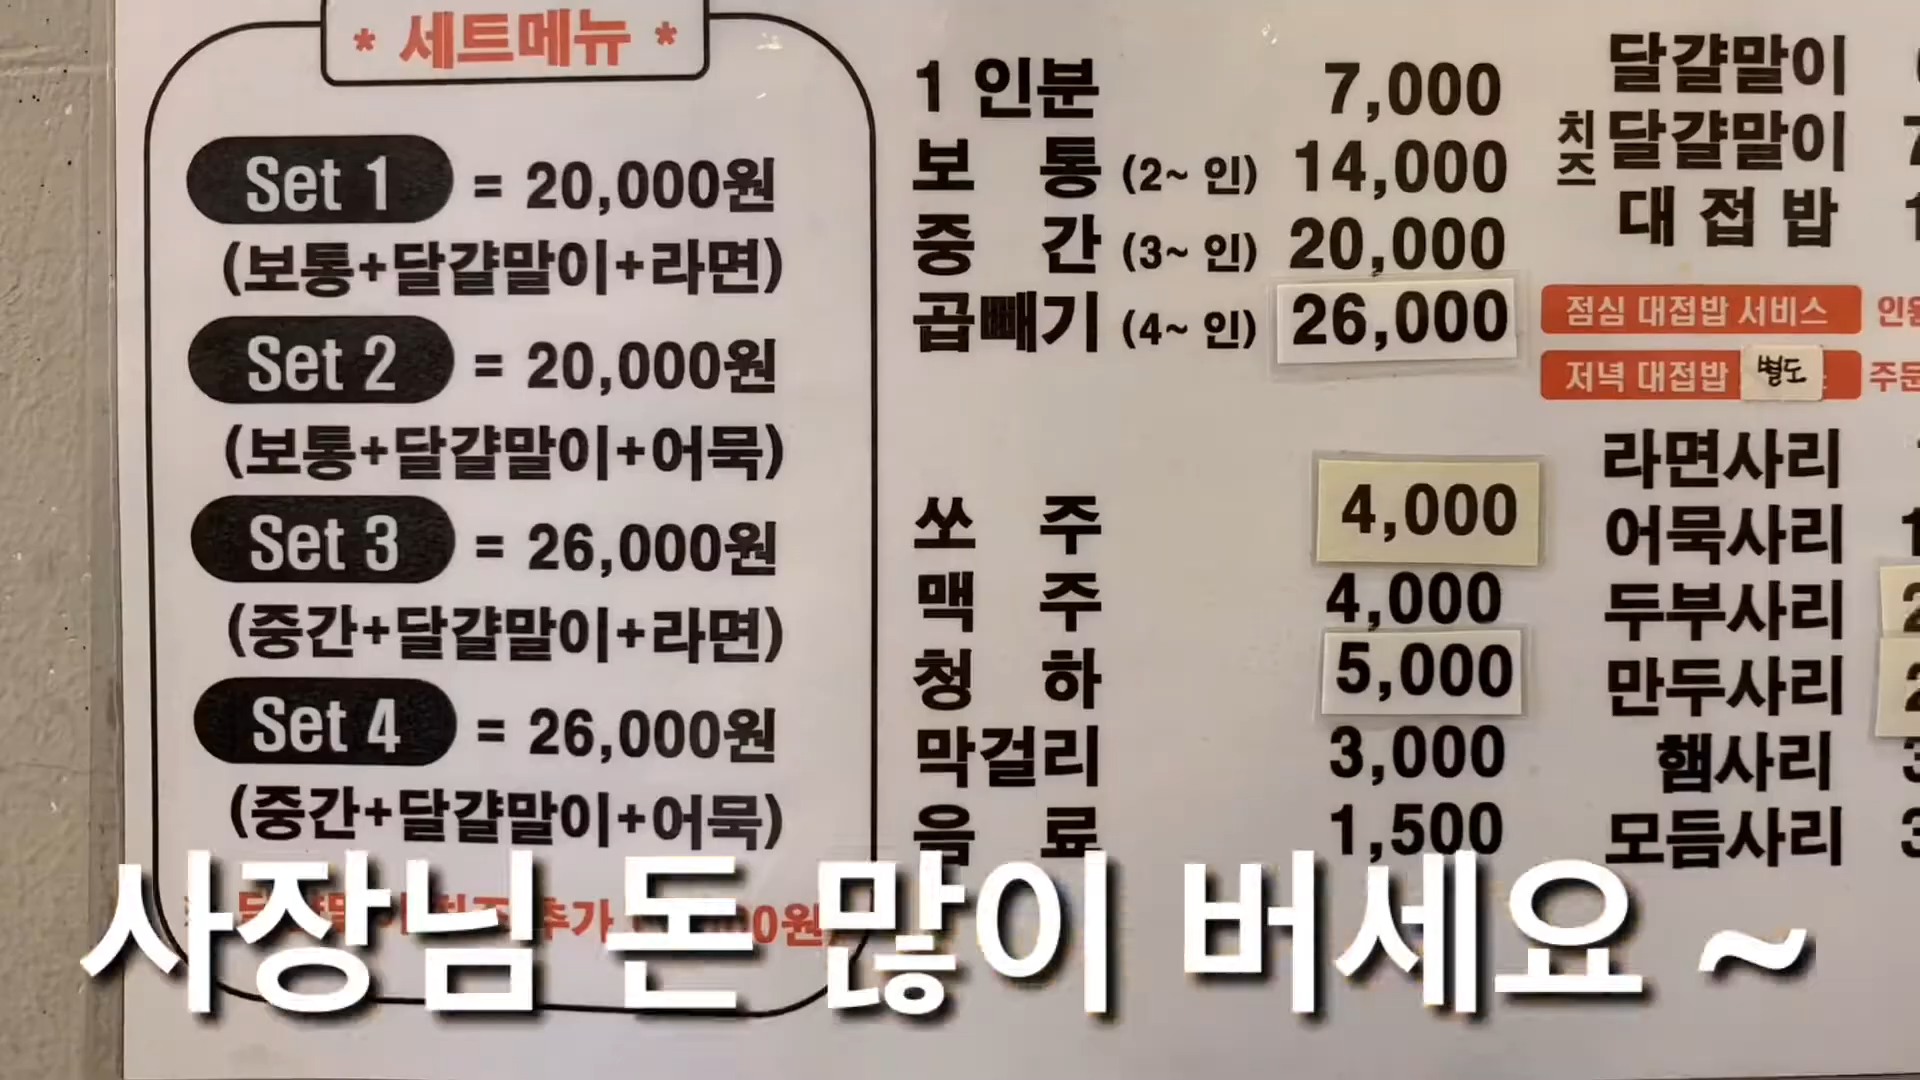 * 세트메뉴 *
Set 1 = 20,000원
(보통+달걀말이+라면)
Set 2 = 20,000원
(보통+달걀말이+어묵)
Set 3 = 26,000원
(중간+달걀말이+라면)
Set 4 = 26,000원
(중간+달걀말이+어묵)
추가
1 인분 7,000
보 통 (2~ 인) 14,000
중 간 (3~ 인) 20,000
곱빼기 (4~ 인) 26,000
쏘 주 4,000
맥 주 4,000
청 하 5,000
막걸리 3,000
음 료 1,500
달걀말이
치즈 달걀말이
대 접 밥
점심 대접밥 서비스
저녁 대접밥 별도
라면사리
어묵사리
두부사리
만두사리
햄사리
모듬사리
사장님 돈 많이 버세요 ~